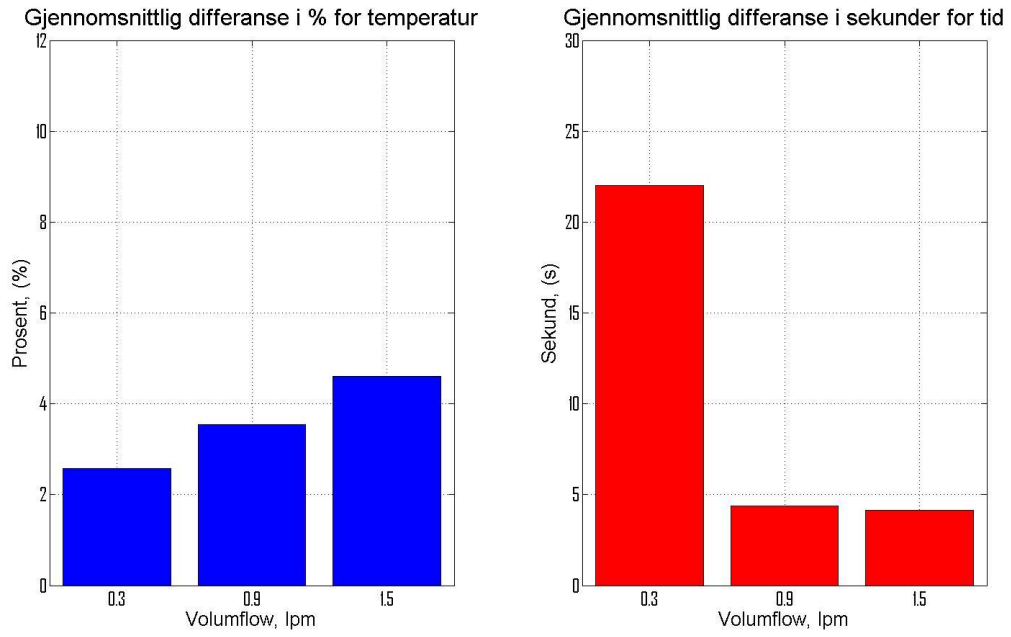 Gjennomsnittlig differanse i % for temperatur
12
10
8
6
4
2
0
Prosent, (%)
0.3 0.9 1.5
Volumflow, lpm
Gjennomsnittlig differanse i sekunder for tid
30
25
20
15
10
5
0
Sekund, (s)
0.3 0.9 1.5
Volumflow, lpm